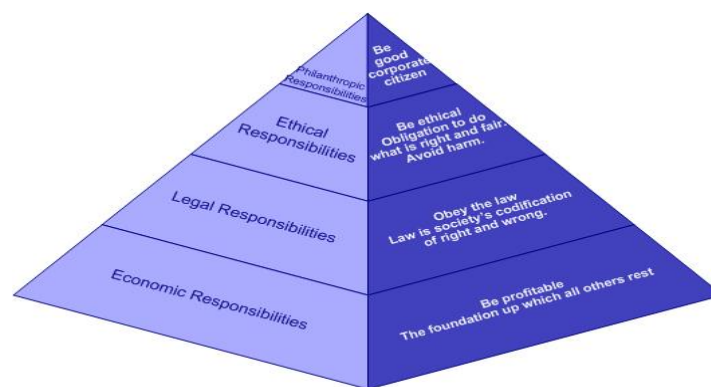 Philanthropic
Responsibilities
Be
good
corporate
citizen
Ethical
Responsibilities
Be ethical
Obligation to do
what is right and fair.
Avoid harm.
Legal Responsibilities
Obey the law
Law is society's codification
of right and wrong.
Economic Responsibilities
Be profitable
The foundation up which all others rest